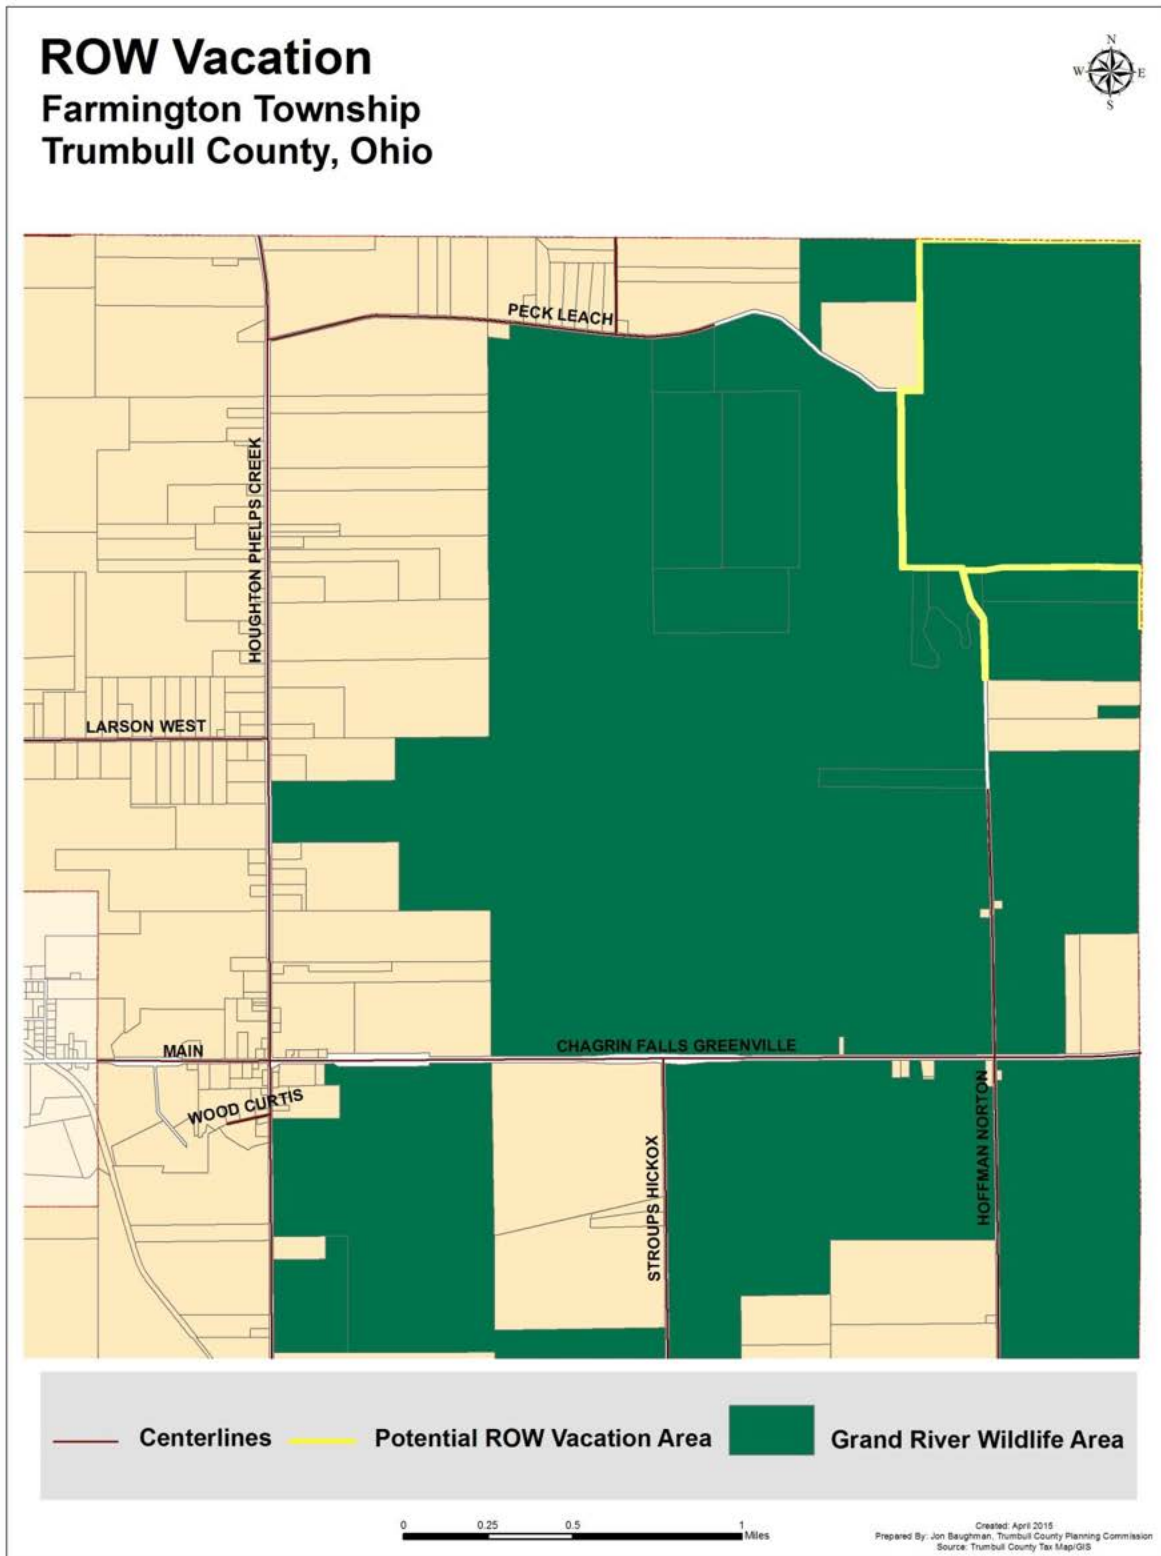 ROW Vacation
Farmington Township
Trumbull County, Ohio
N
W
E
S
PECK LEACH
HOUGHTON PHELPS CREEK
LARSON WEST
CHAGRIN FALLS GREENVILLE
MAIN
WOOD CURTIS
STROUPS HICKOX
HOFFMAN NORTON
Centerlines
Potential ROW Vacation Area
Grand River Wildlife Area
0 0.25 0.5 1
Miles
Created: April 2015
Prepared By: Jon Baughman, Trumbull County Planning Commission
Source: Trumbull County Tax Map/GIS